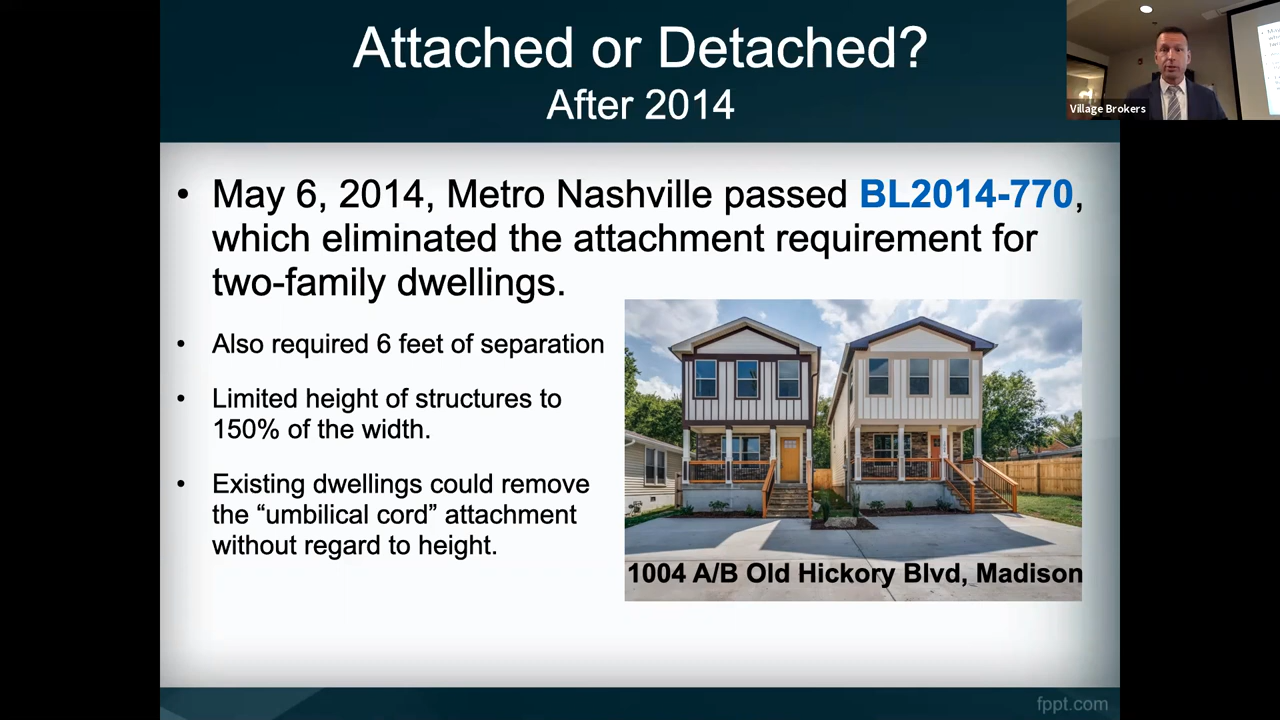 Attached or Detached?
After 2014
Village Brokers
• May 6, 2014, Metro Nashville passed BL2014-770,
which eliminated the attachment requirement for
two-family dwellings.
• Also required 6 feet of separation
• Limited height of structures to
150% of the width.
• Existing dwellings could remove
the “umbilical cord” attachment
without regard to height.
1004 A/B Old Hickory Blvd, Madison
fppt.com